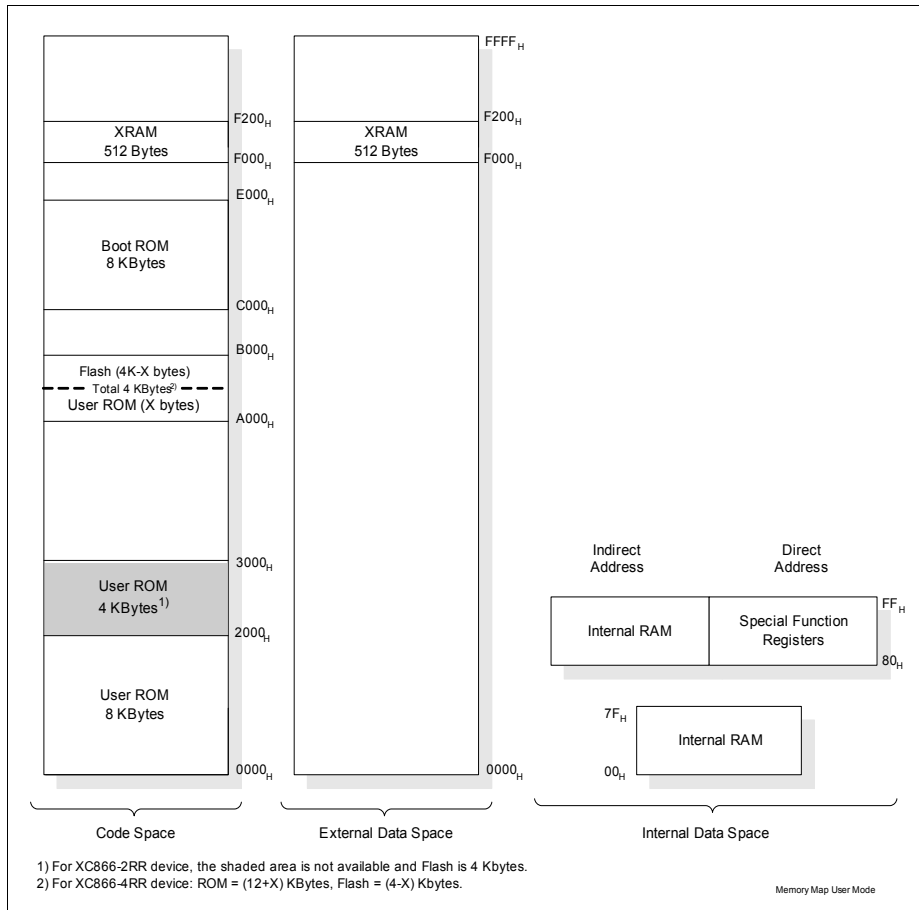 FFFFH
F200H
F200H
XRAM
512 Bytes
XRAM
512 Bytes
F000H
F000H
E000H
Boot ROM
8 KBytes
C000H
B000H
Flash (4K-X bytes)
Total 4 KBytes2)
User ROM (X bytes)
A000H
3000H
User ROM
4 KBytes1)
2000H
User ROM
8 KBytes
0000H
0000H
Indirect
Address
Direct
Address
Internal RAM
Special Function
Registers
FFH
80H
7FH
Internal RAM
00H
Code Space
External Data Space
Internal Data Space
1) For XC866-2RR device, the shaded area is not available and Flash is 4 Kbytes.
2) For XC866-4RR device: ROM = (12+X) KBytes, Flash = (4-X) Kbytes.
Memory Map User Mode